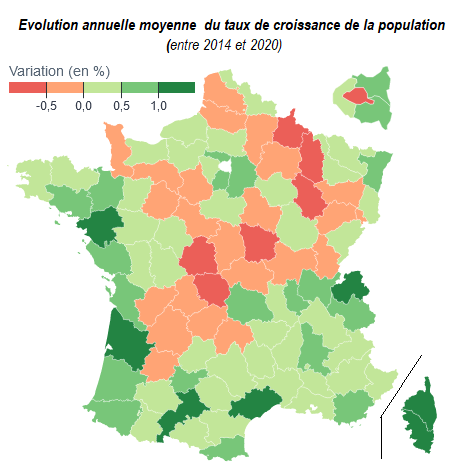 Evolution annuelle moyenne du taux de croissance de la population
(entre 2014 et 2020)
Variation (en %)
-0,5 0,0 0,5 1,0